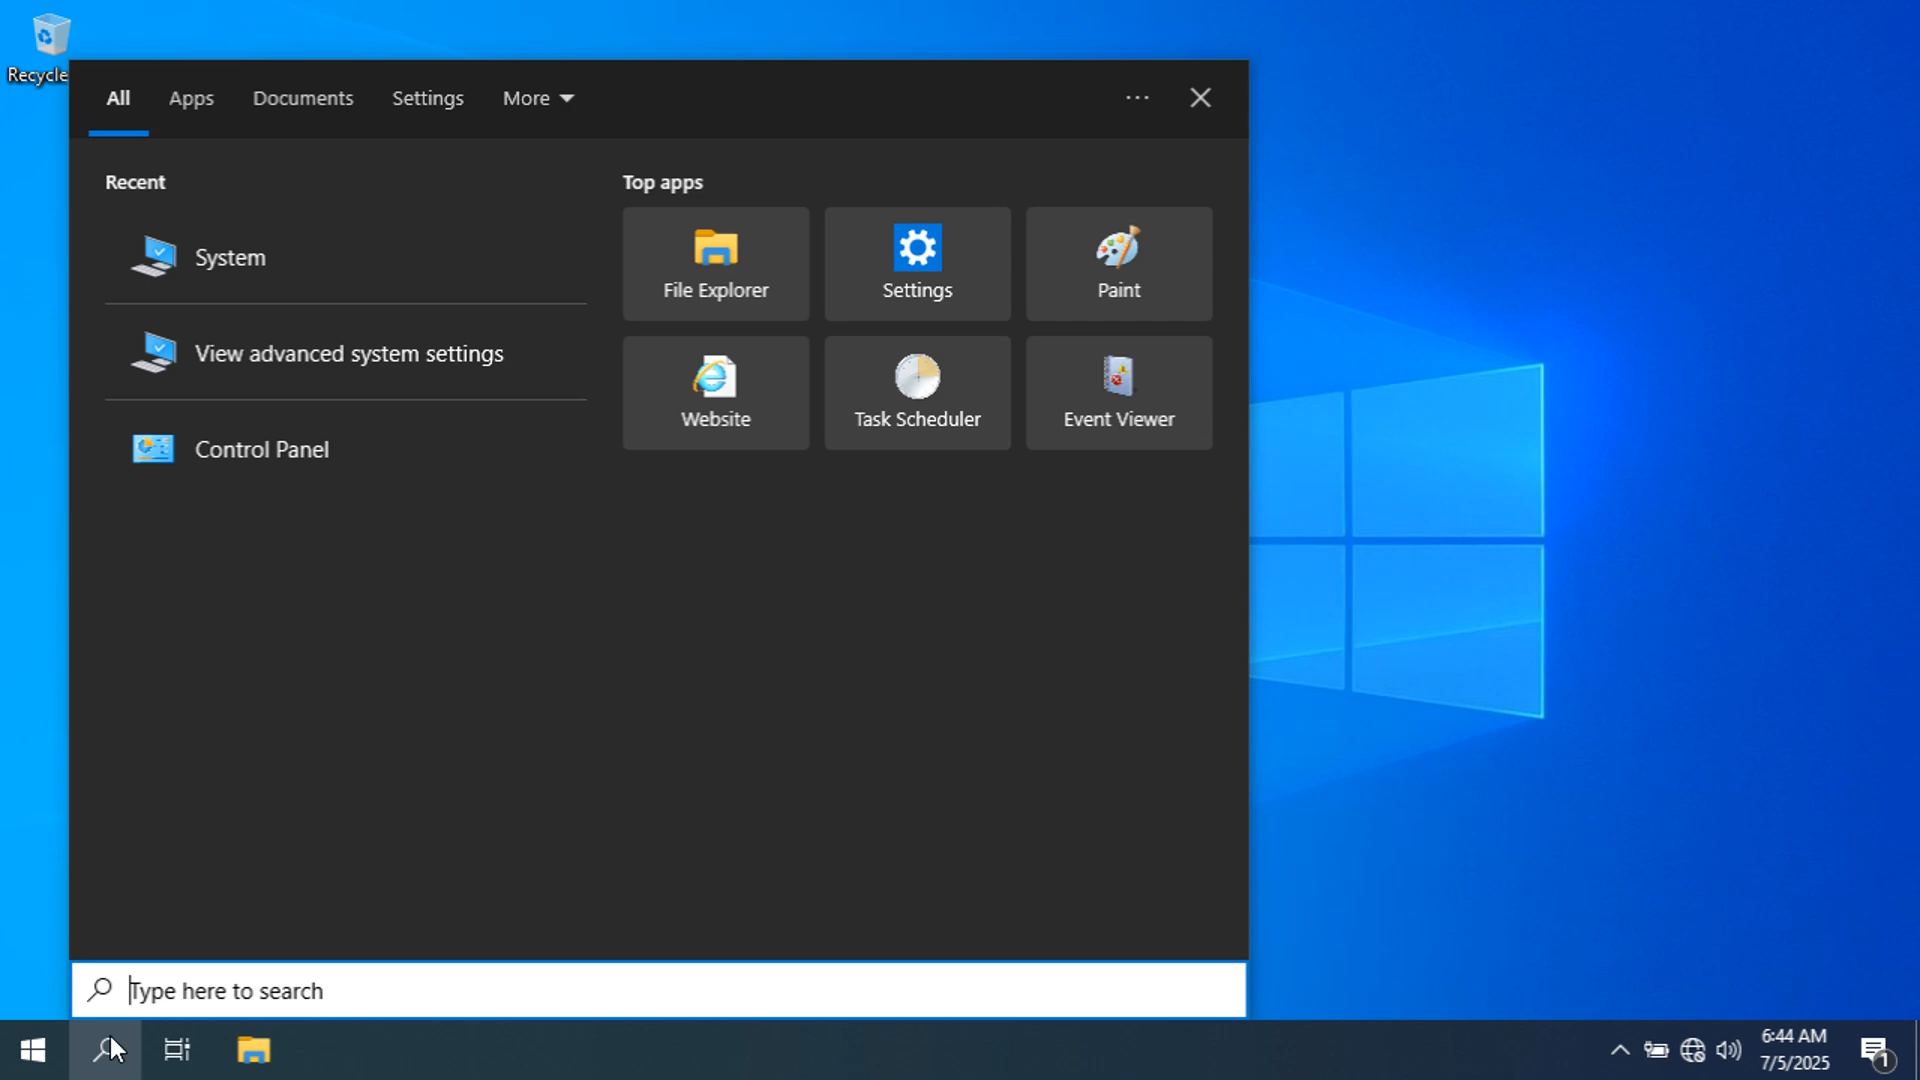 Recycle
All Apps Documents Settings More
Recent
System
View advanced system settings
Control Panel
Top apps
File Explorer Settings Paint
Website Task Scheduler Event Viewer
Type here to search
6:44 AM
7/5/2025
1